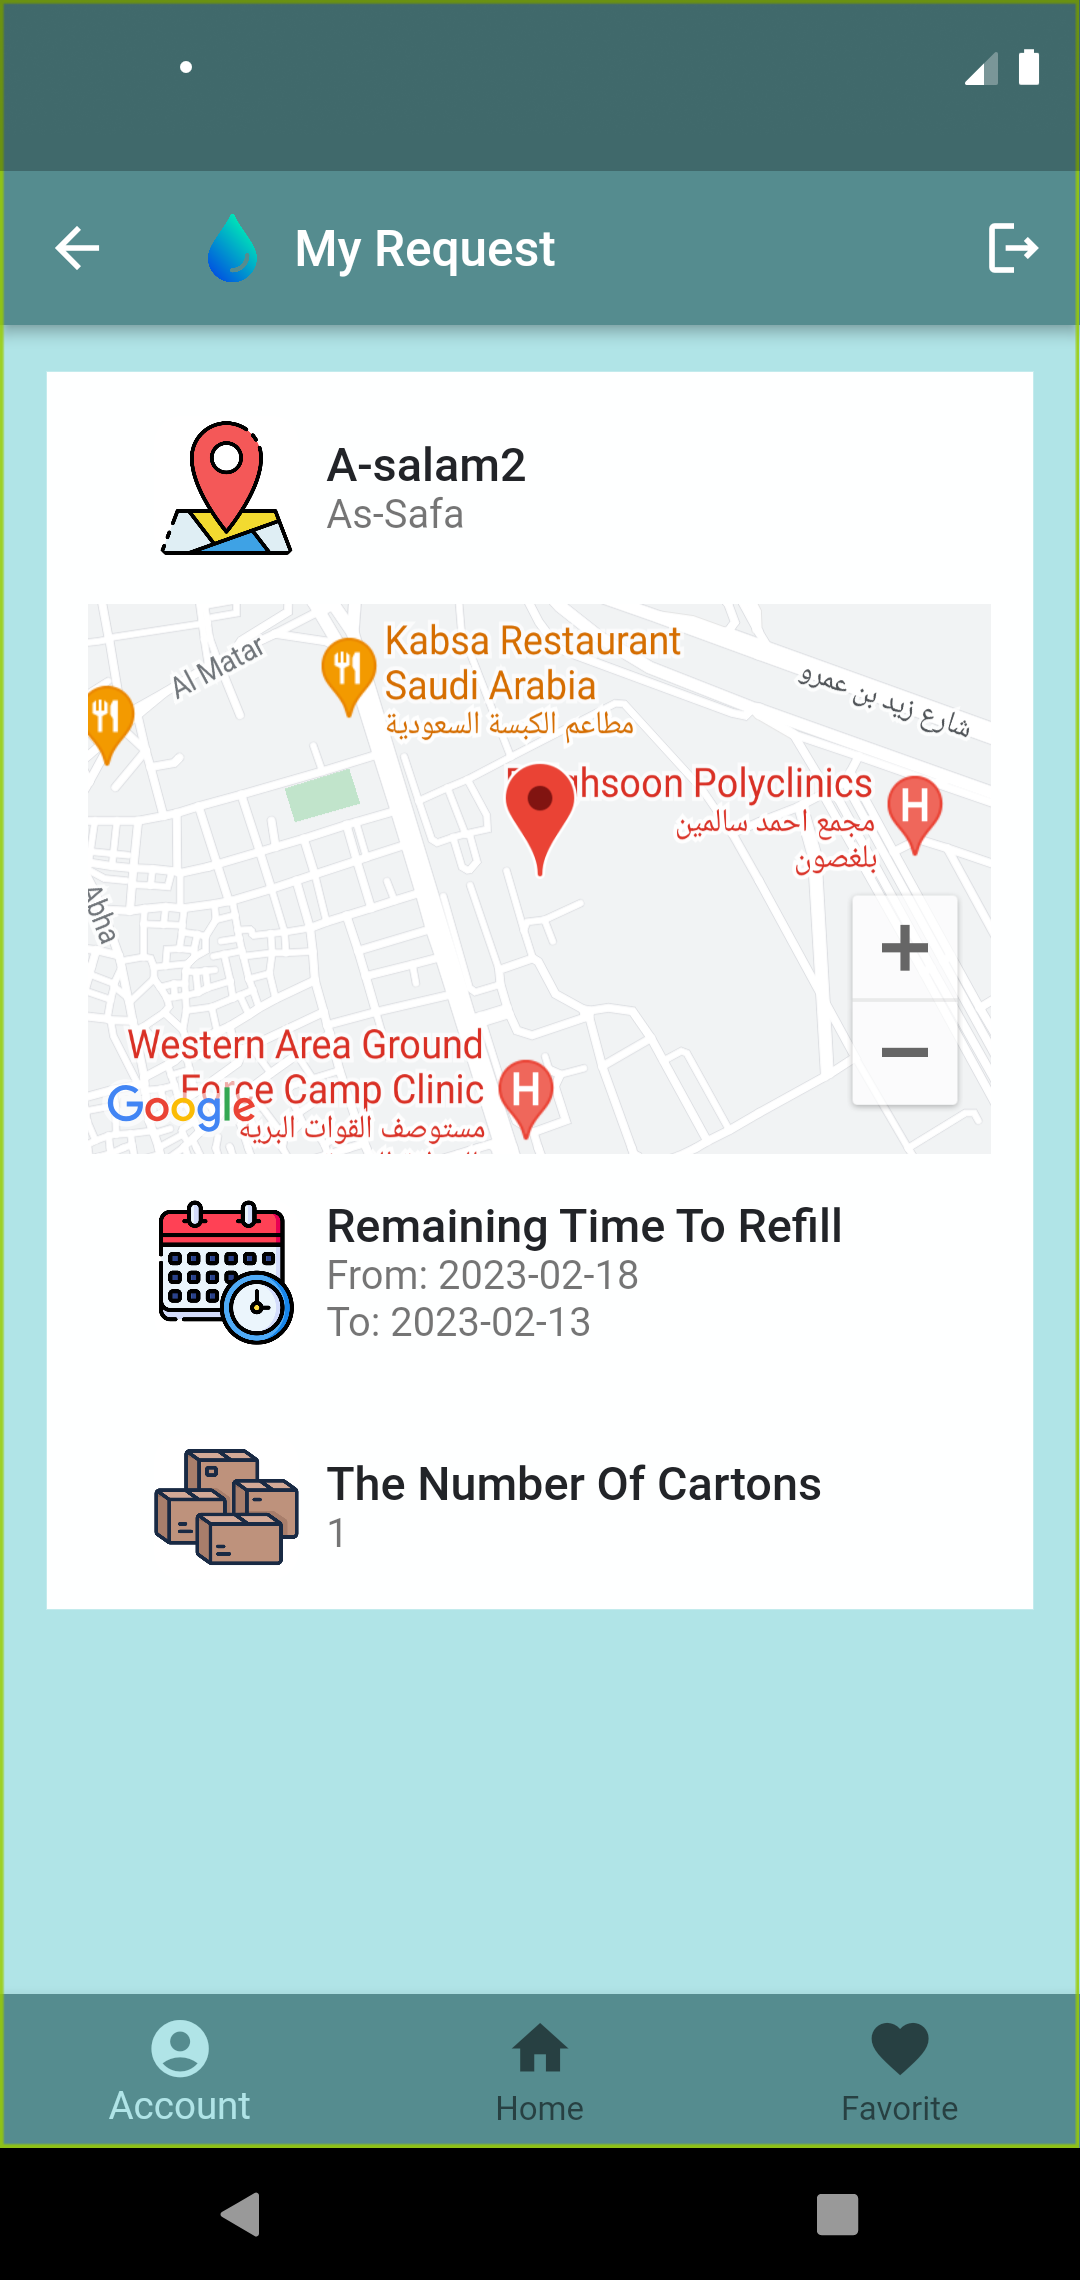 My Request
A-salam2
As-Safa
Al Matar
Kabsa Restaurant
Saudi Arabia
مطاعم الكبسة السعودية
شارع زيد بن عمرو
Polyclinics
مجمع احمد سالمين
بلغصون
Abha
Western Area Ground
Force Camp Clinic
Google
مستوصف القوات البرية
Remaining Time To Refill
From: 2023-02-18
To: 2023-02-13
The Number Of Cartons
1
Account
Home
Favorite